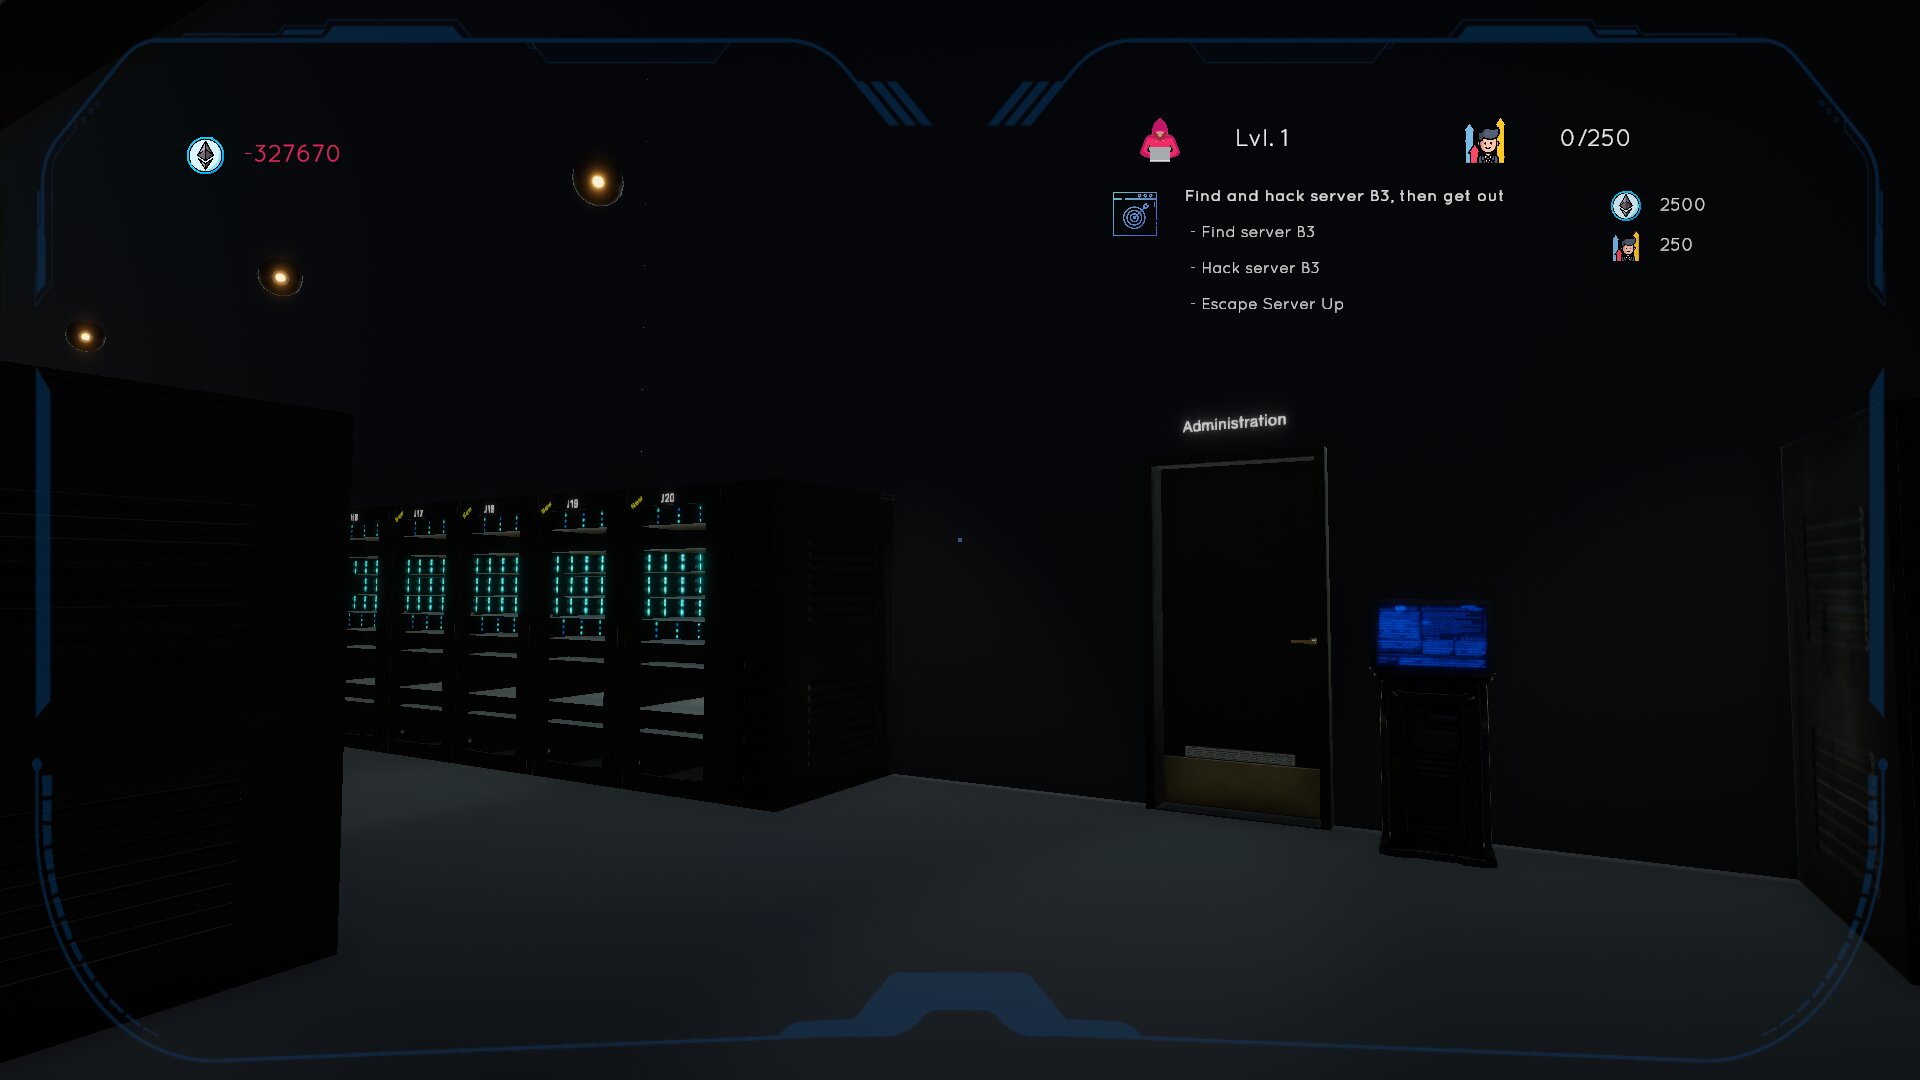 -327670
Lvl. 1
0/250
Find and hack server B3, then get out
2500
- Find server B3
250
- Hack server B3
- Escape Server Up
Administration
J17
J18
J19
J20